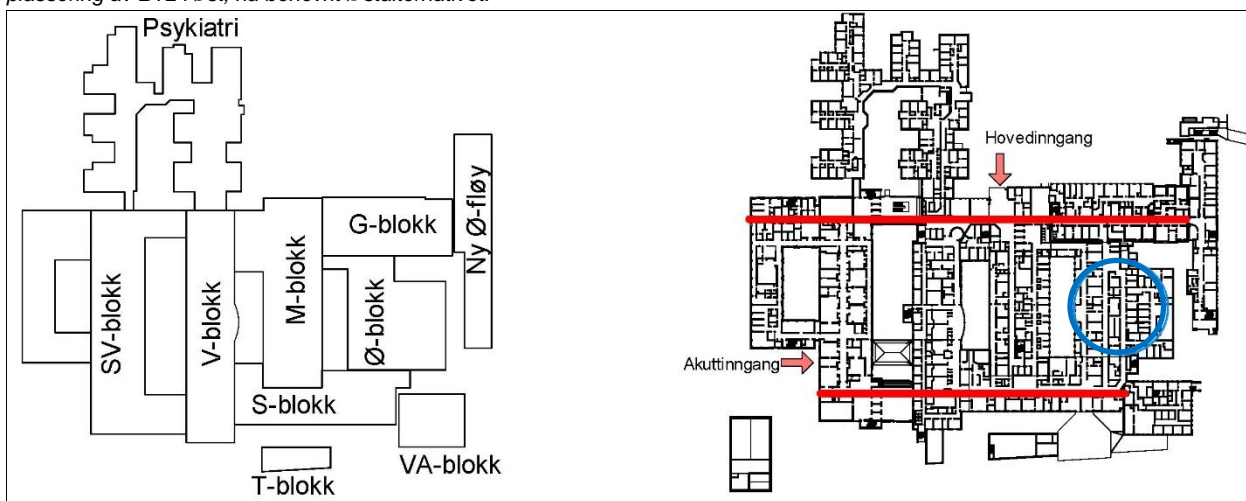 Psykiatri
Ny Ø-fløy
G-blokk
SV-blokk
V-blokk
M-blokk
Ø-blokk
S-blokk
VA-blokk
T-blokk
Hovedinngang
Akuttinngang